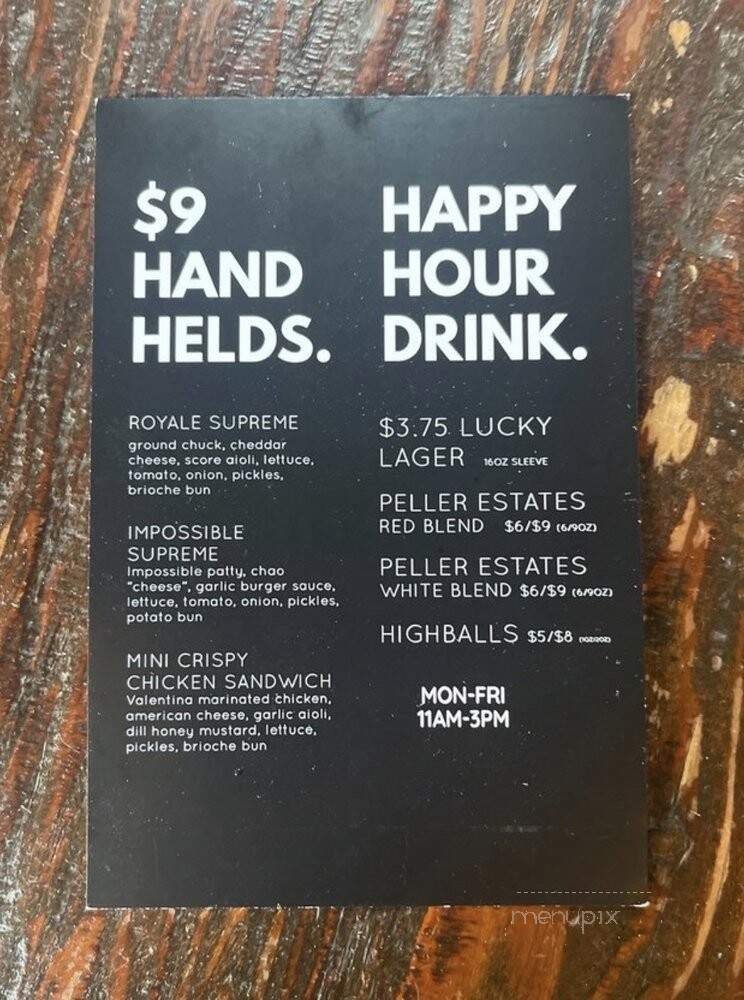 $9
HAND
HELDS.
ROYALE SUPREME
ground chuck, cheddar
cheese, score aioli, lettuce,
tomato, onion, pickles,
brioche bun
IMPOSSIBLE
SUPREME
Impossible patty, chao
"cheese", garlic burger sauce,
lettuce, tomato, onion, pickles,
potato bun
MINI CRISPY
CHICKEN SANDWICH
Valentina marinated chicken,
american cheese, garlic aioli,
dill honey mustard, lettuce,
pickles, brioche bun
HAPPY
HOUR
DRINK.
$3.75 LUCKY
LAGER 16OZ SLEEVE
PELLER ESTATES
RED BLEND $6/$9 (6/9OZ)
PELLER ESTATES
WHITE BLEND $6/$9 (6/9OZ)
HIGHBALLS $5/$8 (1OZ/2OZ)
MON-FRI
11AM-3PM
menupix